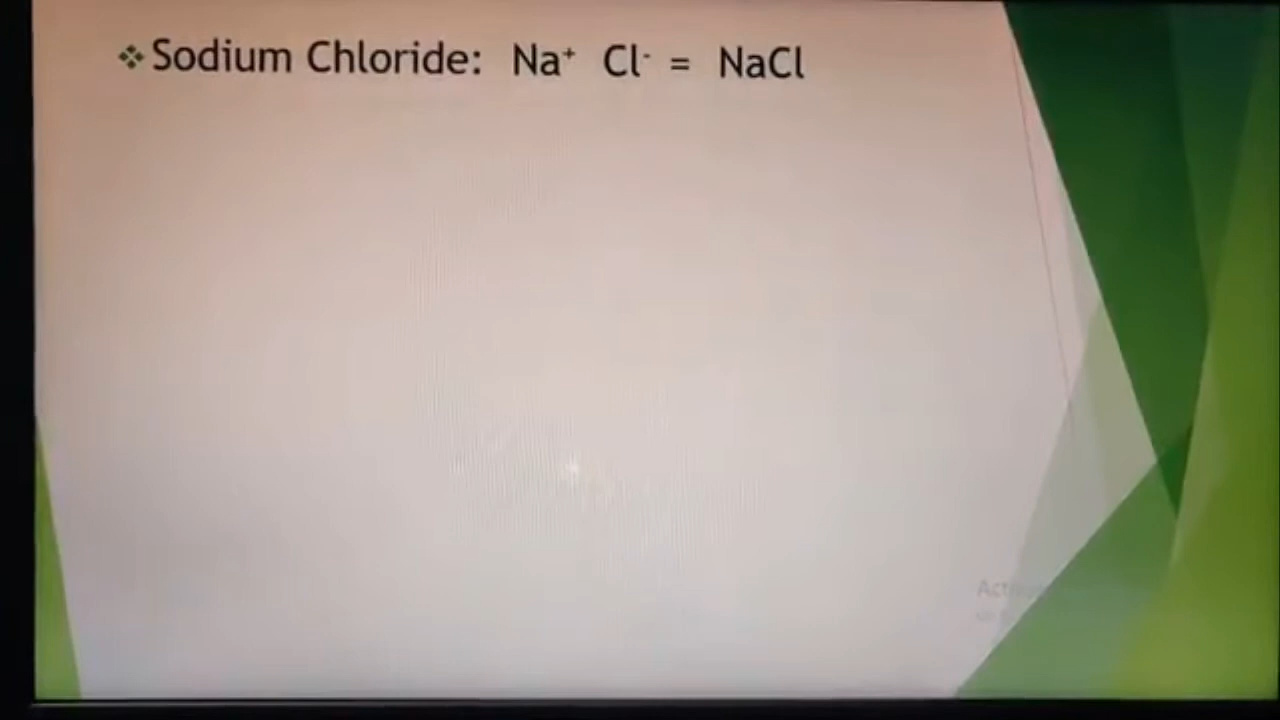 Sodium Chloride: Na⁺ Cl⁻ = NaCl